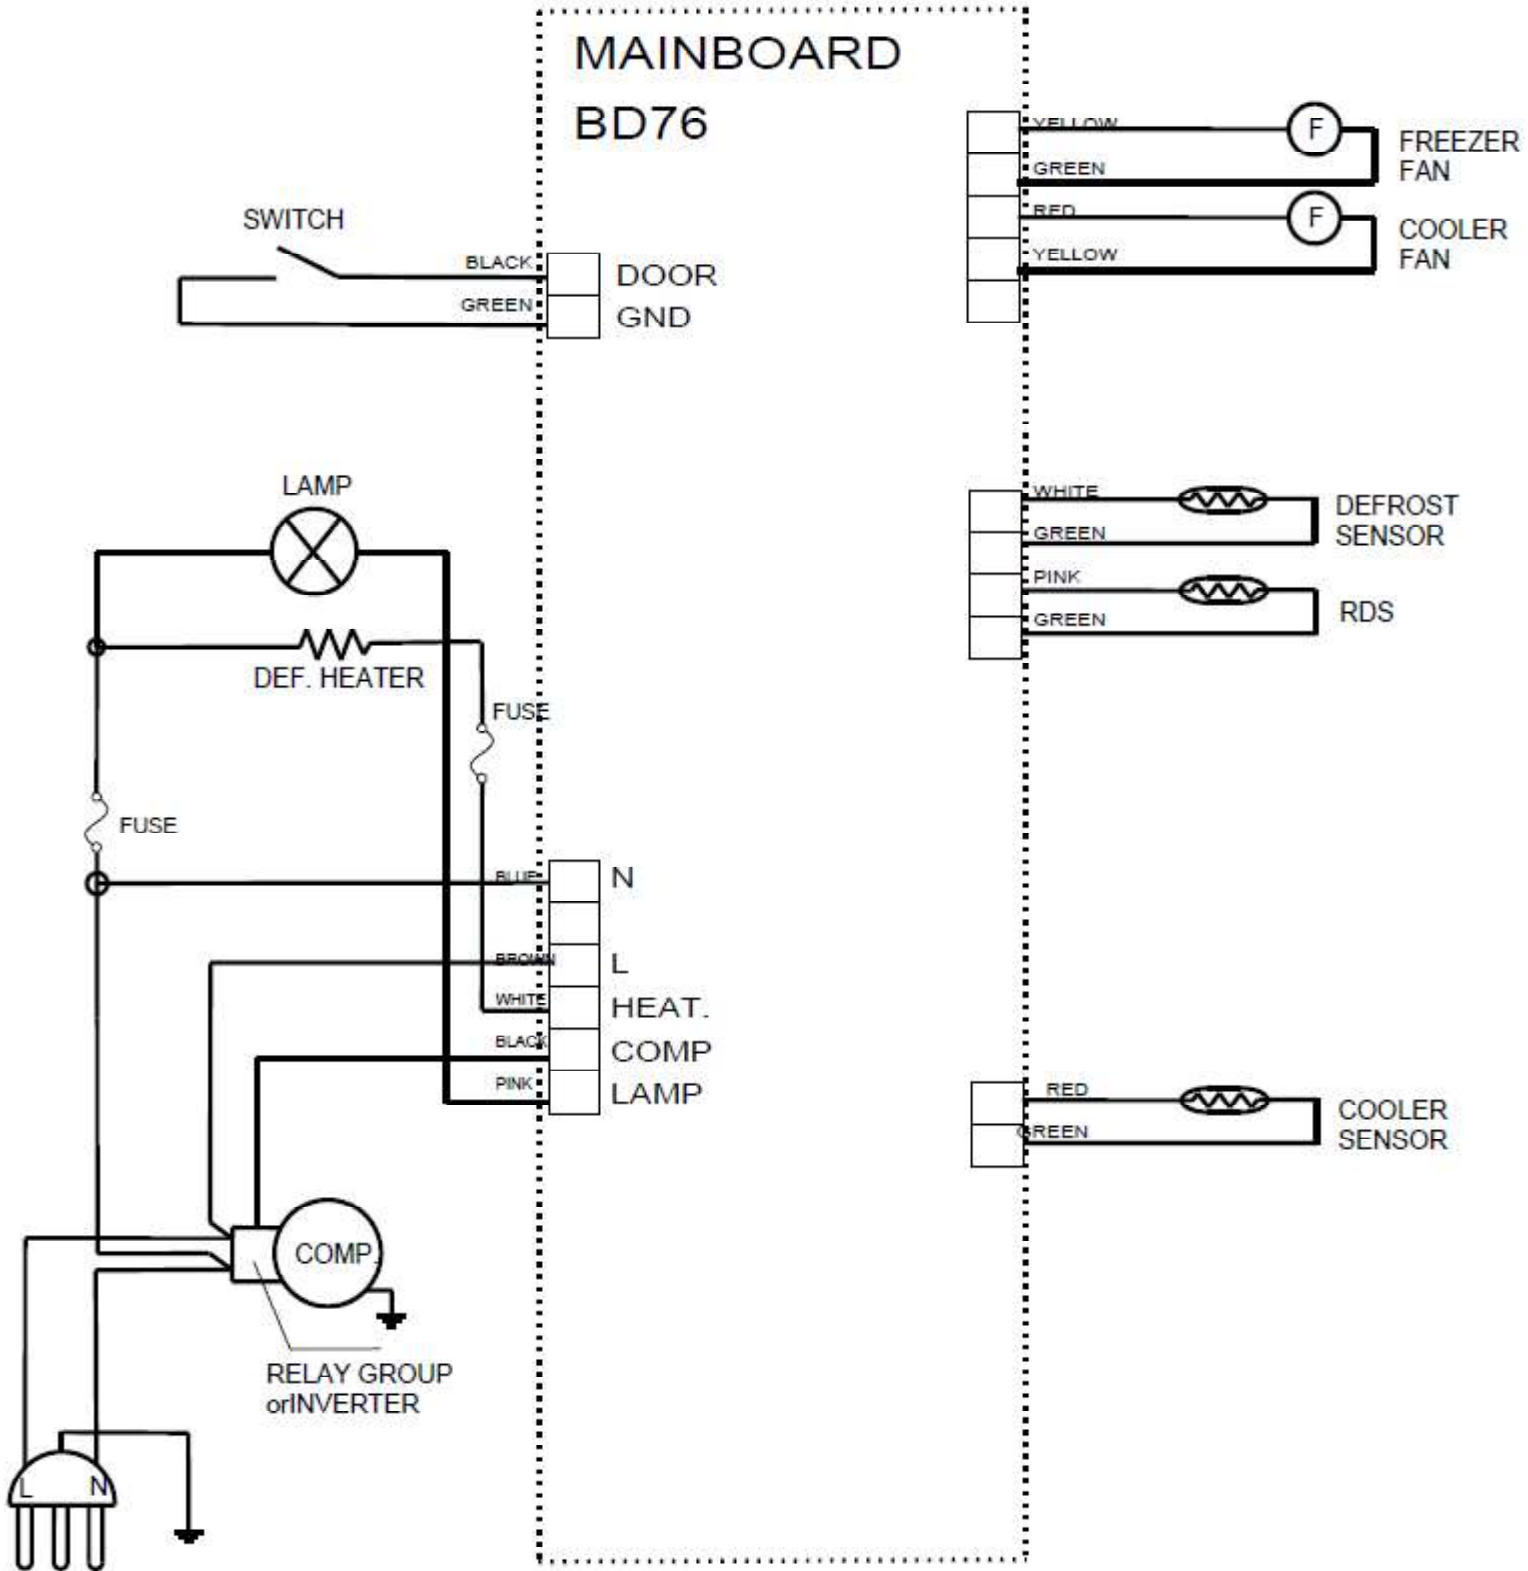 MAINBOARD
BD76
YELLOW
F
FREEZER
FAN
GREEN
RED
F
COOLER
FAN
YELLOW
SWITCH
BLACK
DOOR
GREEN
GND
LAMP
WHITE
DEFROST
SENSOR
GREEN
PINK
RDS
GREEN
DEF. HEATER
FUSE
FUSE
BLUE
N
BROWN
L
WHITE
HEAT.
BLACK
COMP
PINK
LAMP
RED
COOLER
SENSOR
GREEN
COMP.
RELAY GROUP
orINVERTER
L
N